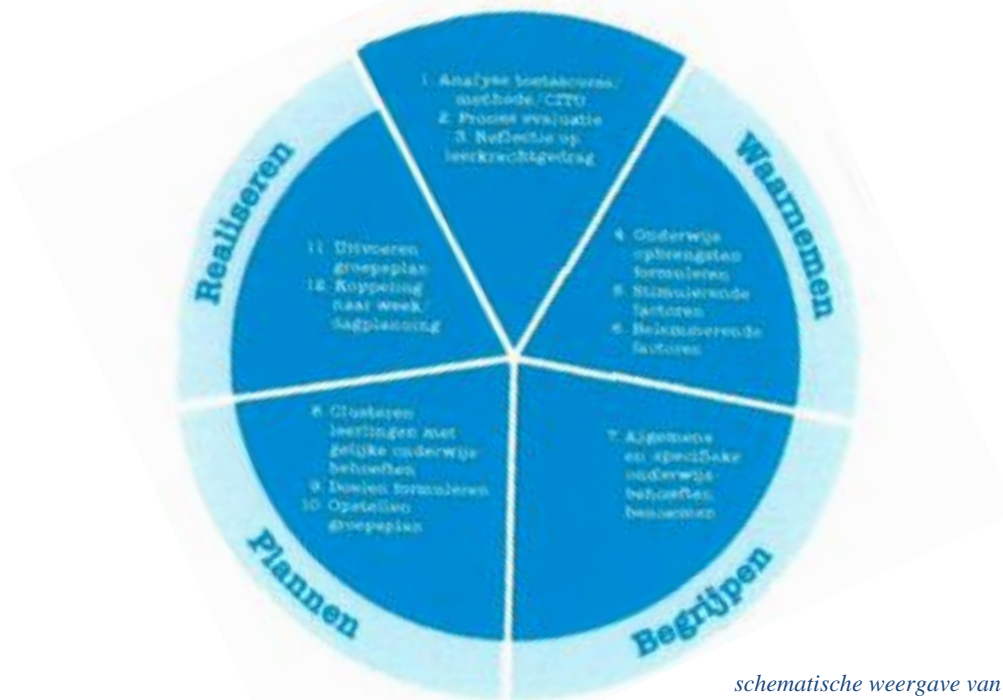 1. Analyse toetsscores/
methode/CITO
2. Proces evaluatie
3. Reflectie op
leerkrachtgedrag
Waarnemen
4. Onderwijs
opbrengsten
formuleren
5. Stimulerende
factoren
6. Belemmerende
factoren
Begrijpen
7. Algemene
en specifieke
onderwijs-
behoeften
benoemen
Plannen
8. Clusteren
leerlingen met
gelijke onderwijs-
behoeften
9. Doelen formuleren
10. Opstellen
groepsplan
Realiseren
11. Uitvoeren
groepsplan
12. Koppeling
naar week/
dagplanning
schematische weergave van